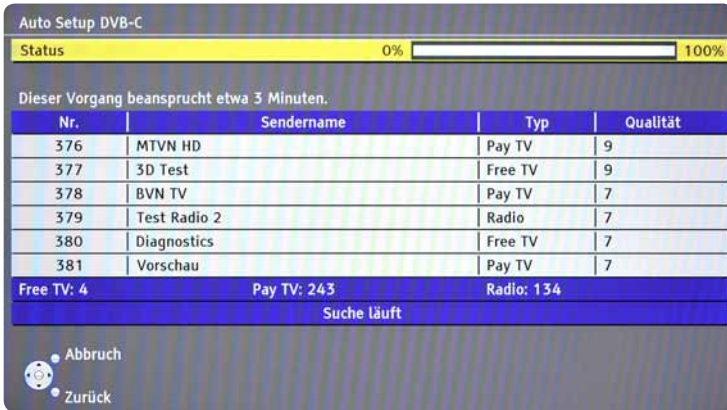 Auto Setup DVB-C
Status 0% 100%
Dieser Vorgang beansprucht etwa 3 Minuten.
Nr. Sendername Typ Qualität
376 MTVN HD Pay TV 9
377 3D Test Free TV 9
378 BVN TV Pay TV 7
379 Test Radio 2 Radio 7
380 Diagnostics Free TV 7
381 Vorschau Pay TV 7
Free TV: 4 Pay TV: 243 Radio: 134
Suche läuft
Abbruch
Zurück